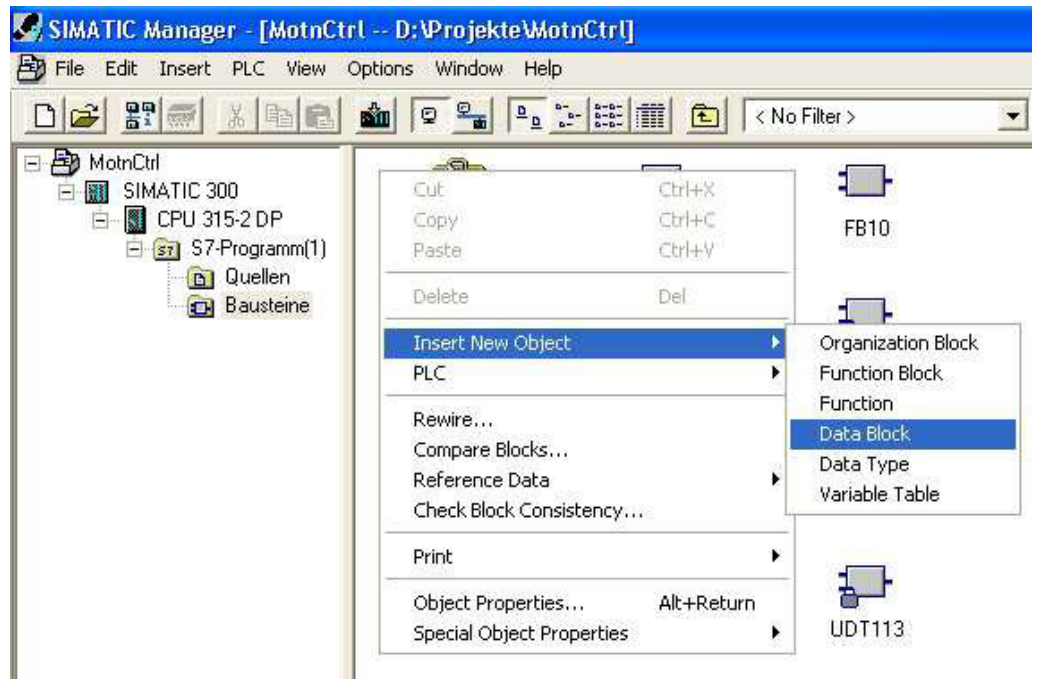 SIMATIC Manager - [MotnCtrl -- D:\Projekte\MotnCtrl]
File Edit Insert PLC View Options Window Help
< No Filter >
MotnCtrl
SIMATIC 300
CPU 315-2 DP
S7-Programm(1)
Quellen
Bausteine
Cut Ctrl+X
Copy Ctrl+C
Paste Ctrl+V
Delete Del
Insert New Object
PLC
Rewire...
Compare Blocks...
Reference Data
Check Block Consistency...
Print
Object Properties... Alt+Return
Special Object Properties
Organization Block
Function Block
Function
Data Block
Data Type
Variable Table
FB10
UDT113